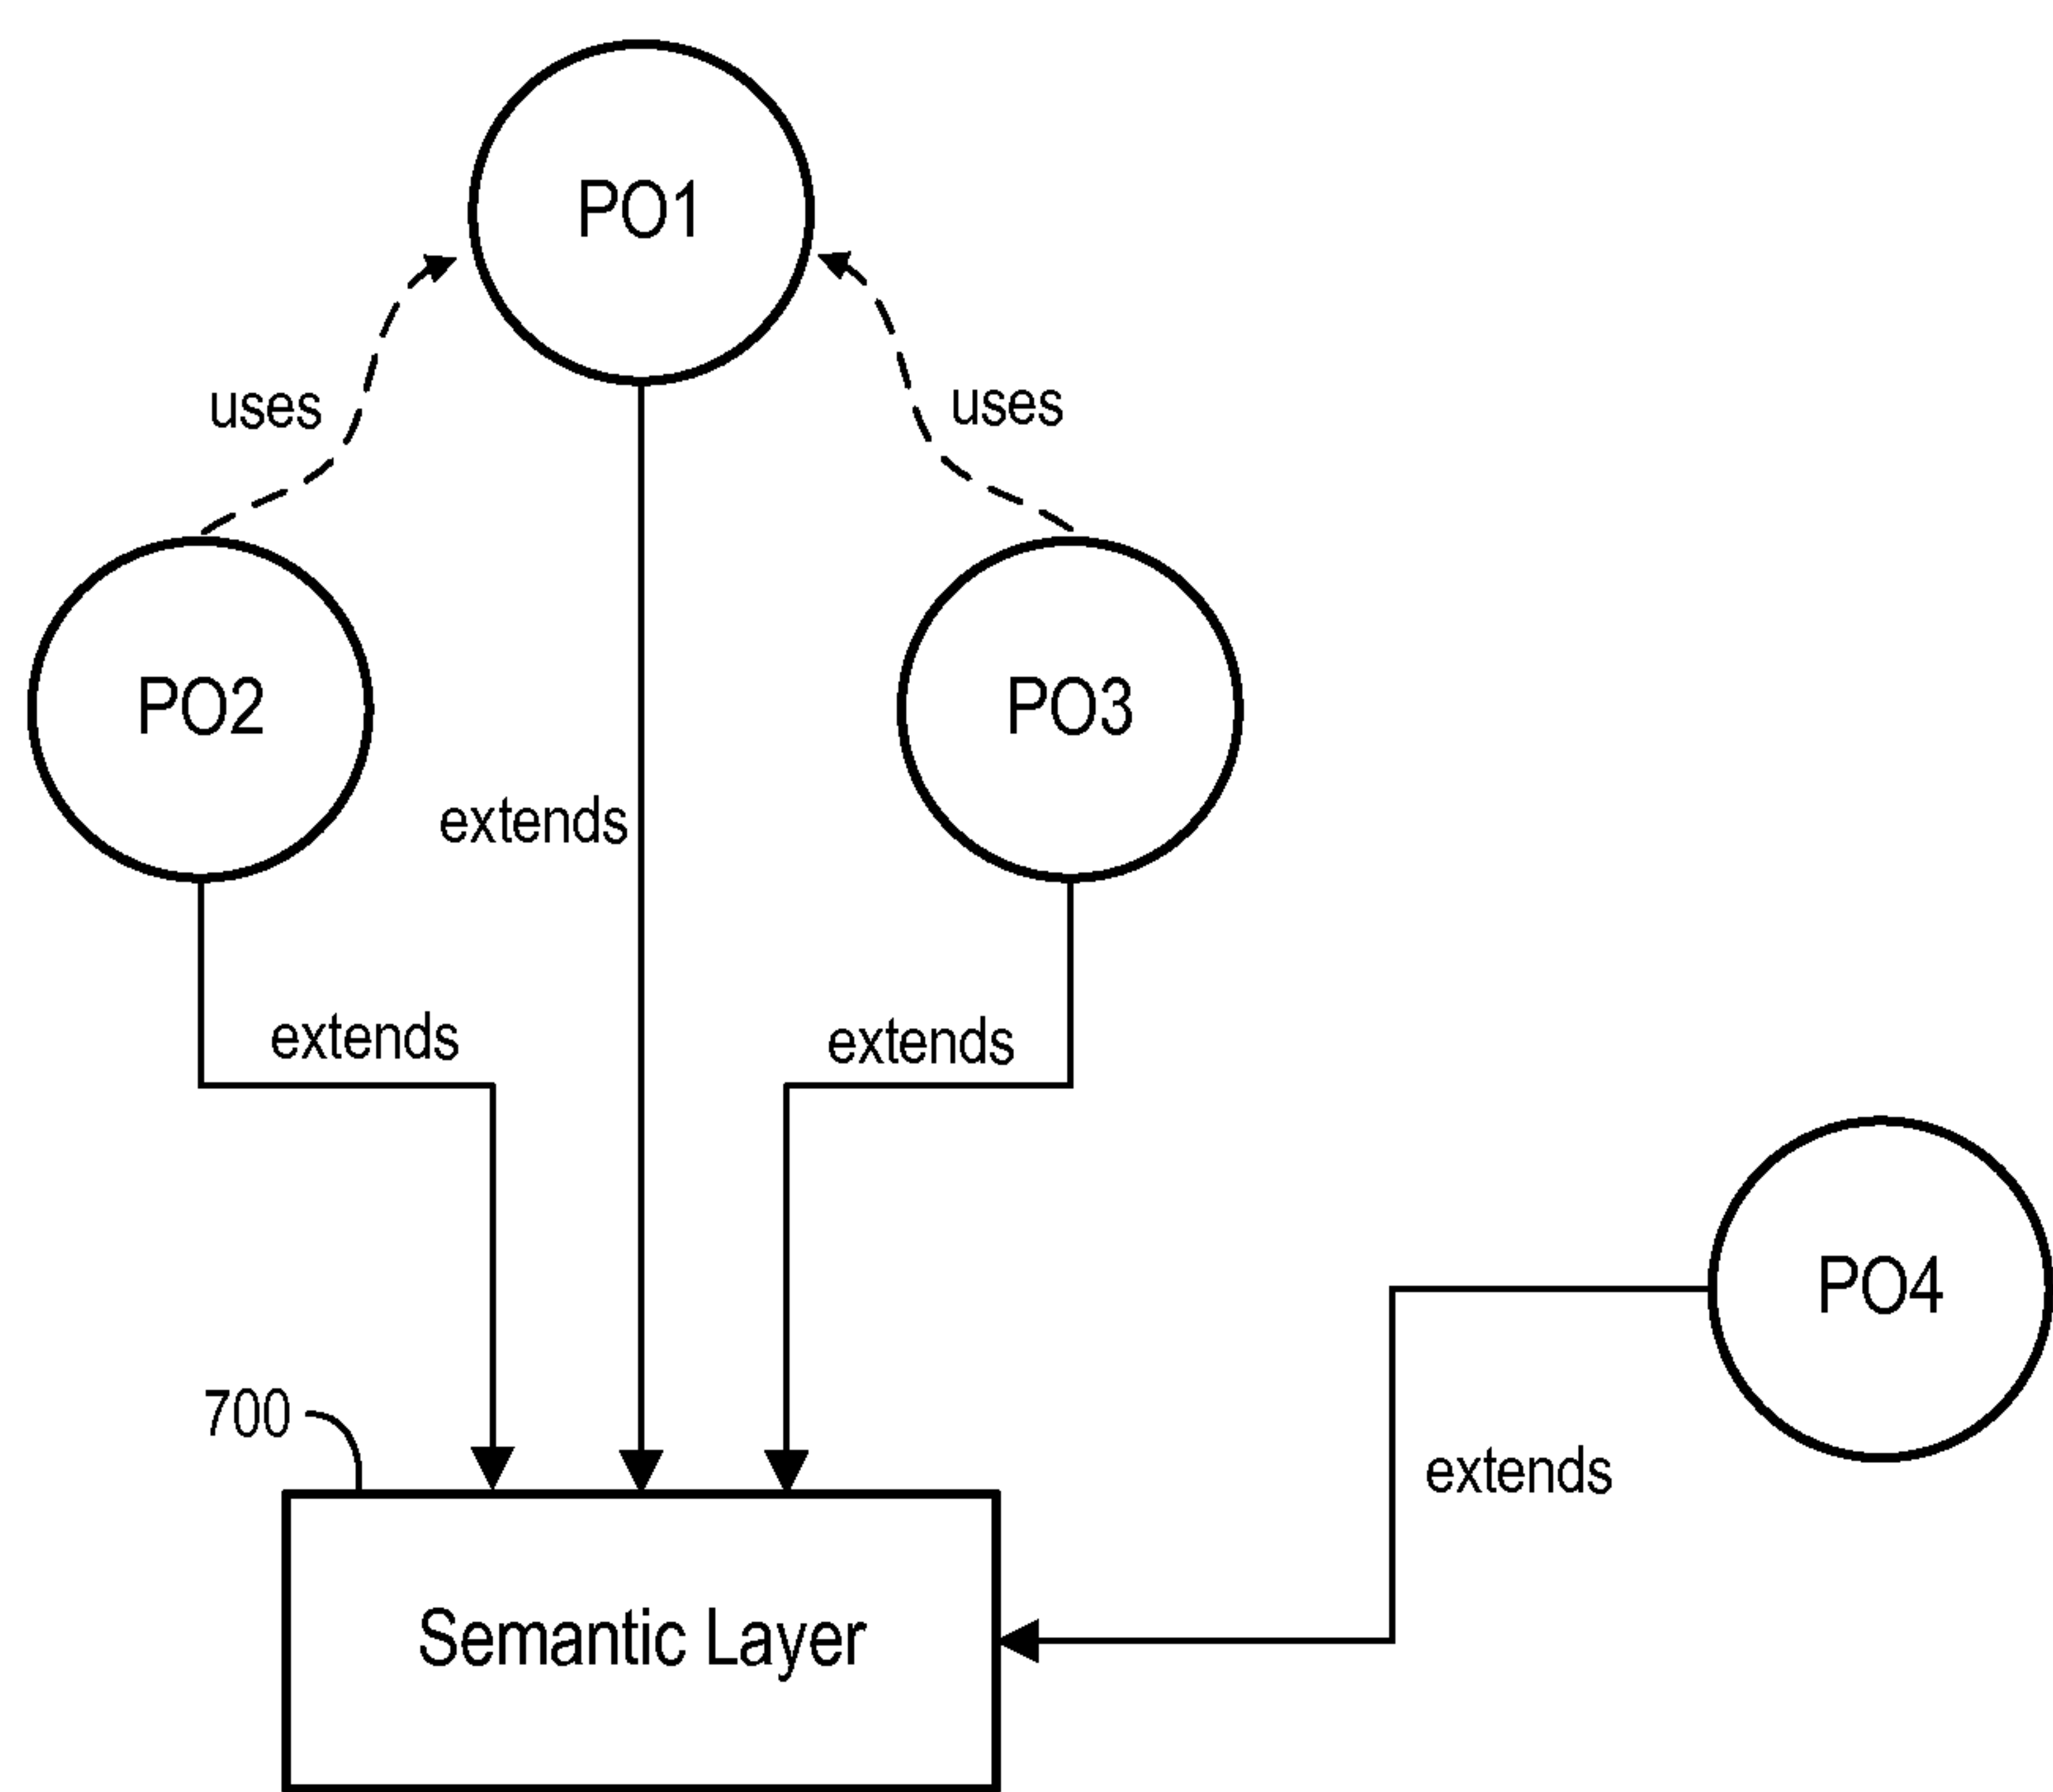 PO1
uses
uses
PO2
PO3
extends
extends
extends
PO4
700
extends
Semantic Layer